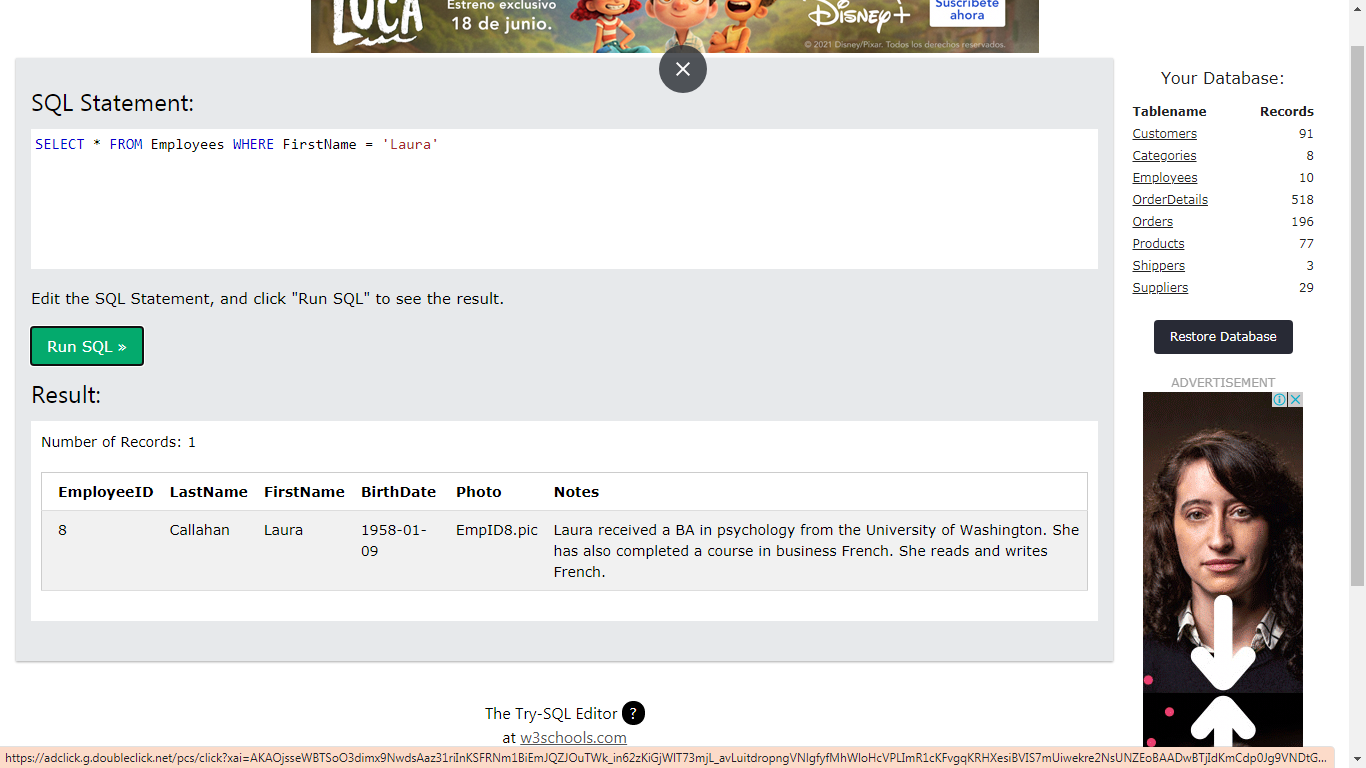 LUCA
Estreno exclusivo
18 de junio.
Disney+
Suscríbete
ahora
© 2021 Disney/Pixar. Todos los derechos reservados.
SQL Statement:
SELECT * FROM Employees WHERE FirstName = 'Laura'
Edit the SQL Statement, and click "Run SQL" to see the result.
Run SQL »
Result:
Number of Records: 1
EmployeeID LastName FirstName BirthDate Photo Notes
8 Callahan Laura 1958-01- EmpID8.pic Laura received a BA in psychology from the University of Washington. She
09 has also completed a course in business French. She reads and writes
French.
The Try-SQL Editor ?
at w3schools.com
Your Database:
Tablename Records
Customers 91
Categories 8
Employees 10
OrderDetails 518
Orders 196
Products 77
Shippers 3
Suppliers 29
Restore Database
ADVERTISEMENT